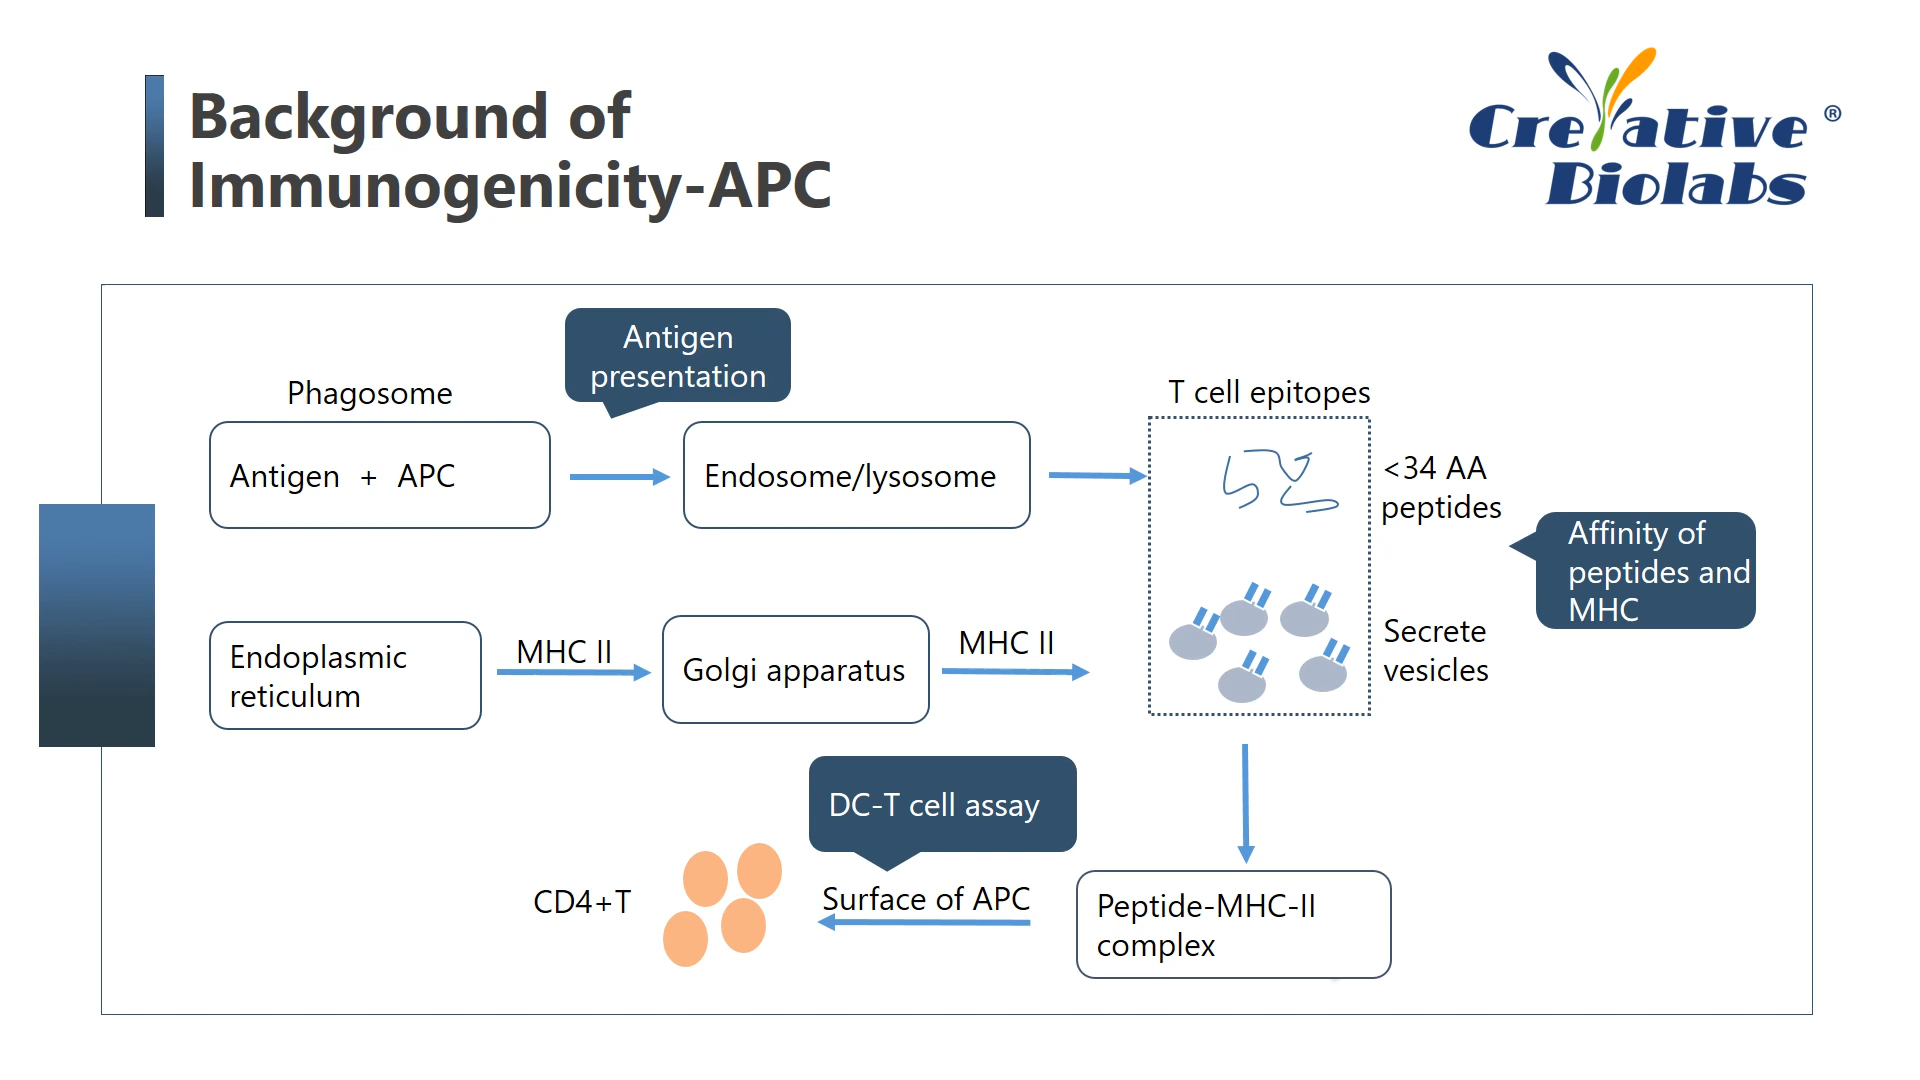 Background of
Immunogenicity-APC
Creative ®
Biolabs
Antigen
presentation
Phagosome
Antigen + APC
Endosome/lysosome
T cell epitopes
<34 AA
peptides
Affinity of
peptides and
MHC
Endoplasmic
reticulum
MHC II
Golgi apparatus
MHC II
Secrete
vesicles
DC-T cell assay
CD4+T
Surface of APC
Peptide-MHC-II
complex